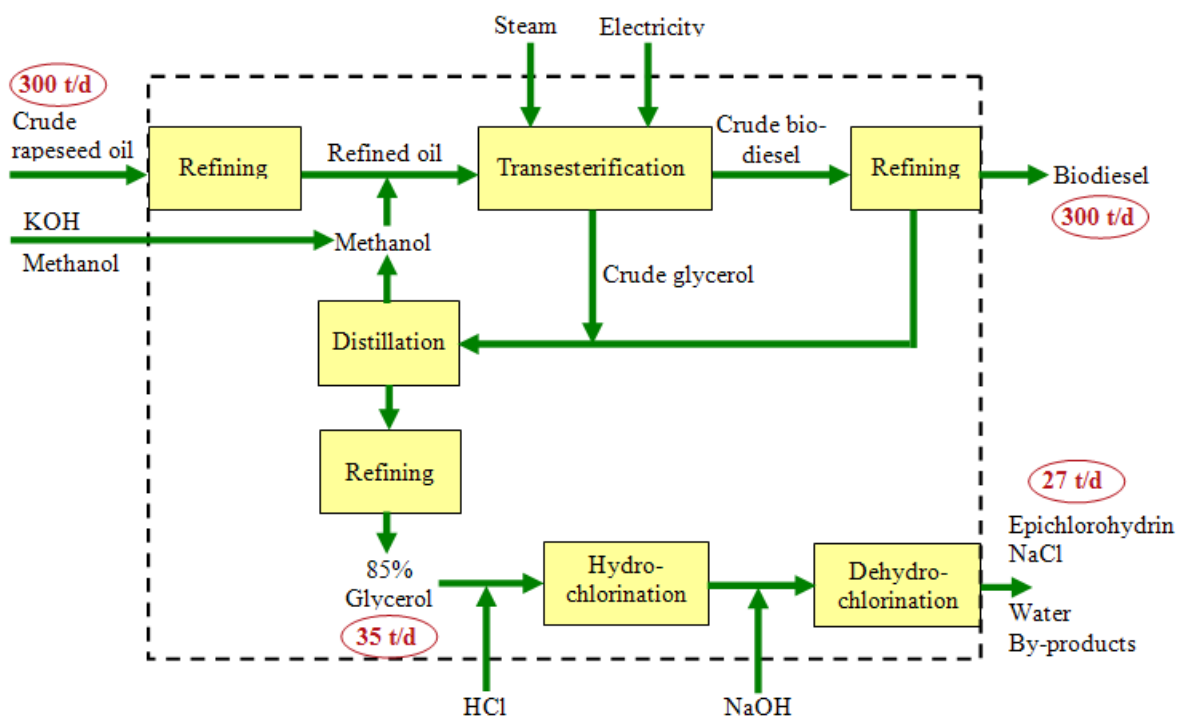 Steam
Electricity
300 t/d
Crude
rapeseed oil
Refining
Refined oil
Transesterification
Crude bio-
diesel
Refining
Biodiesel
300 t/d
KOH
Methanol
Methanol
Crude glycerol
Distillation
Refining
85%
Glycerol
35 t/d
Hydro-
chlorination
Dehydro-
chlorination
27 t/d
Epichlorohydrin
NaCl
Water
By-products
HCl
NaOH